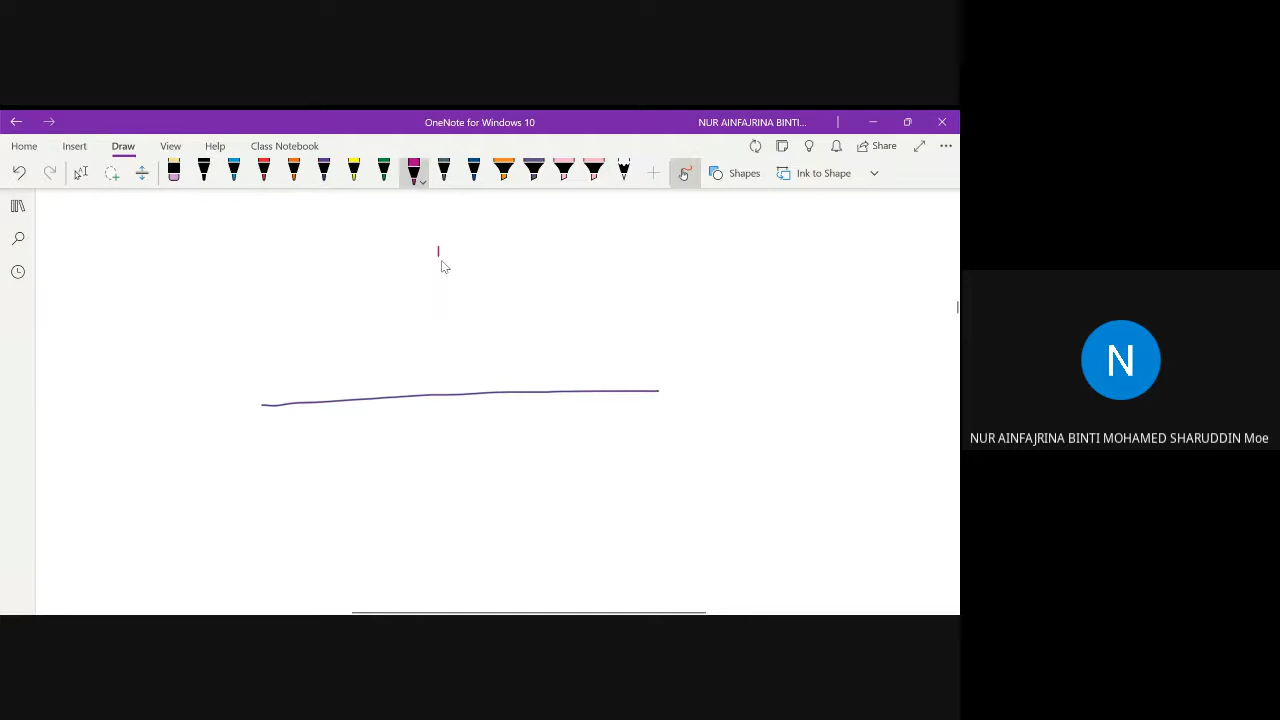 OneNote for Windows 10
NUR AINFAJRINA BINTI...
Home Insert Draw View Help Class Notebook
Share
Shapes
Ink to Shape
N
NUR AINFAJRINA BINTI MOHAMED SHARUDDIN Moe